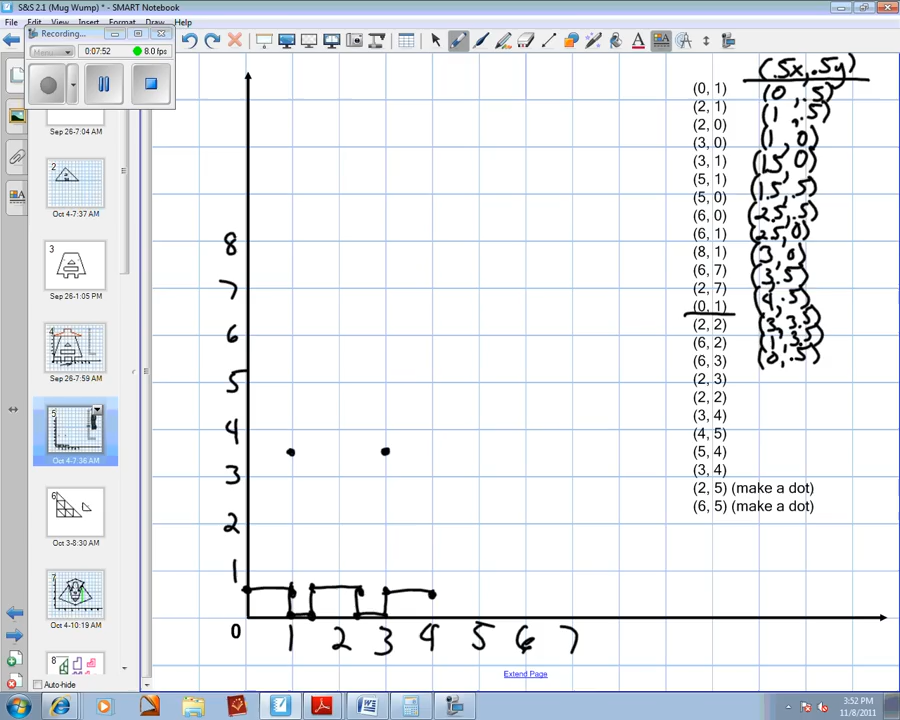 S&S 2.1 (Mug Wump) * - SMART Notebook
File Edit View Insert Format Draw Help
Recording...
Menu
0:07:52
8.0 fps
Sep 26-7:04 AM
2
Oct 4-7:37 AM
3
Sep 26-1:05 PM
4
Sep 26-7:59 AM
5
Oct 4-7:36 AM
6
Oct 3-8:30 AM
7
Oct 4-10:19 AM
8
Auto-hide
8
7
6
5
4
3
2
1
0 1 2 3 4 5 6 7
Extend Page
(0, 1)
(2, 1)
(2, 0)
(3, 0)
(3, 1)
(5, 1)
(5, 0)
(6, 0)
(6, 1)
(8, 1)
(6, 7)
(2, 7)
(0, 1)
(2, 2)
(6, 2)
(6, 3)
(2, 3)
(2, 2)
(3, 4)
(4, 5)
(5, 4)
(3, 4)
(2, 5) (make a dot)
(6, 5) (make a dot)
(.5x, .5y)
(0, .5)
(1, .5)
(1, 0)
(1.5, 0)
(1.5, .5)
(2.5, .5)
(2.5, 0)
(3, 0)
(3, .5)
(4, .5)
(3, 3.5)
(1, 3.5)
(0, .5)
3:52 PM
11/8/2011